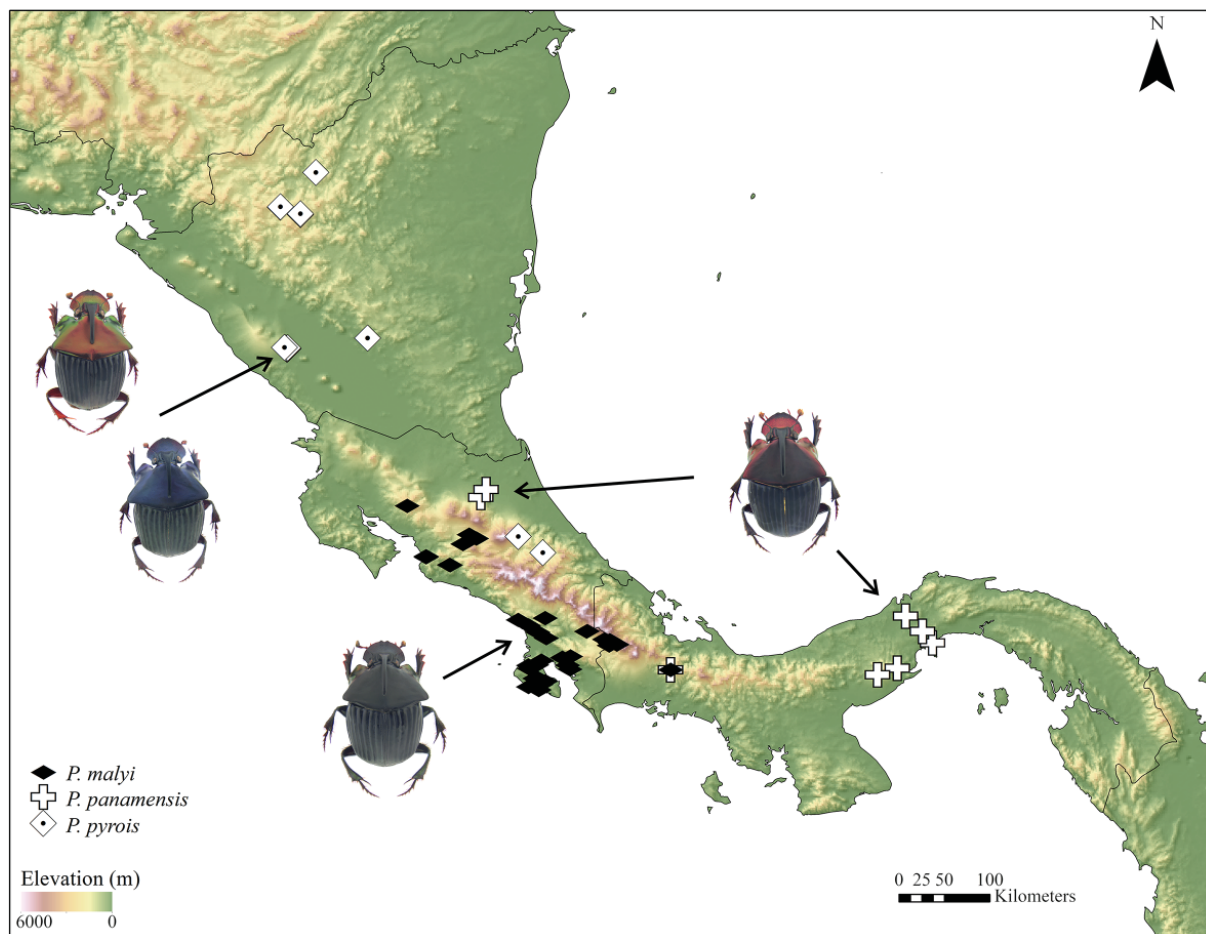 N
P. malyi
P. panamensis
P. pyrois
Elevation (m)
6000 0
0 25 50 100
Kilometers